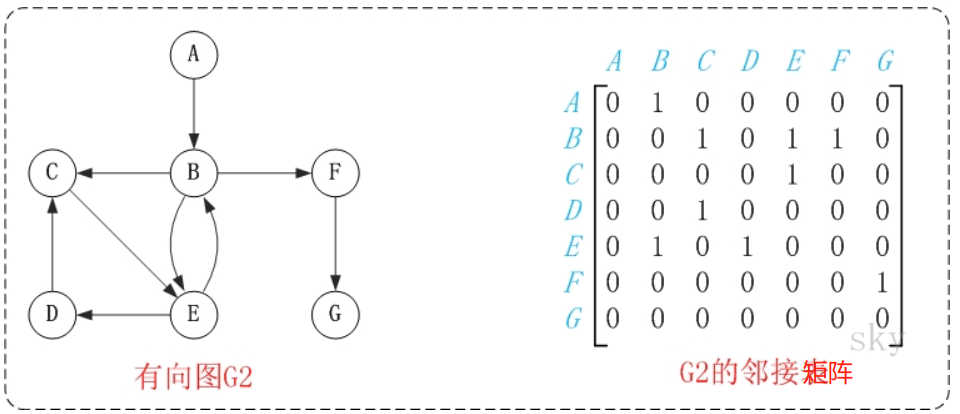 A
C B F
D E G
有向图G2
A B C D E F G
A 0 1 0 0 0 0 0
B 0 0 1 0 1 1 0
C 0 0 0 0 1 0 0
D 0 0 1 0 0 0 0
E 0 1 0 1 0 0 0
F 0 0 0 0 0 0 1
G 0 0 0 0 0 0 0
sky
G2的邻接矩阵